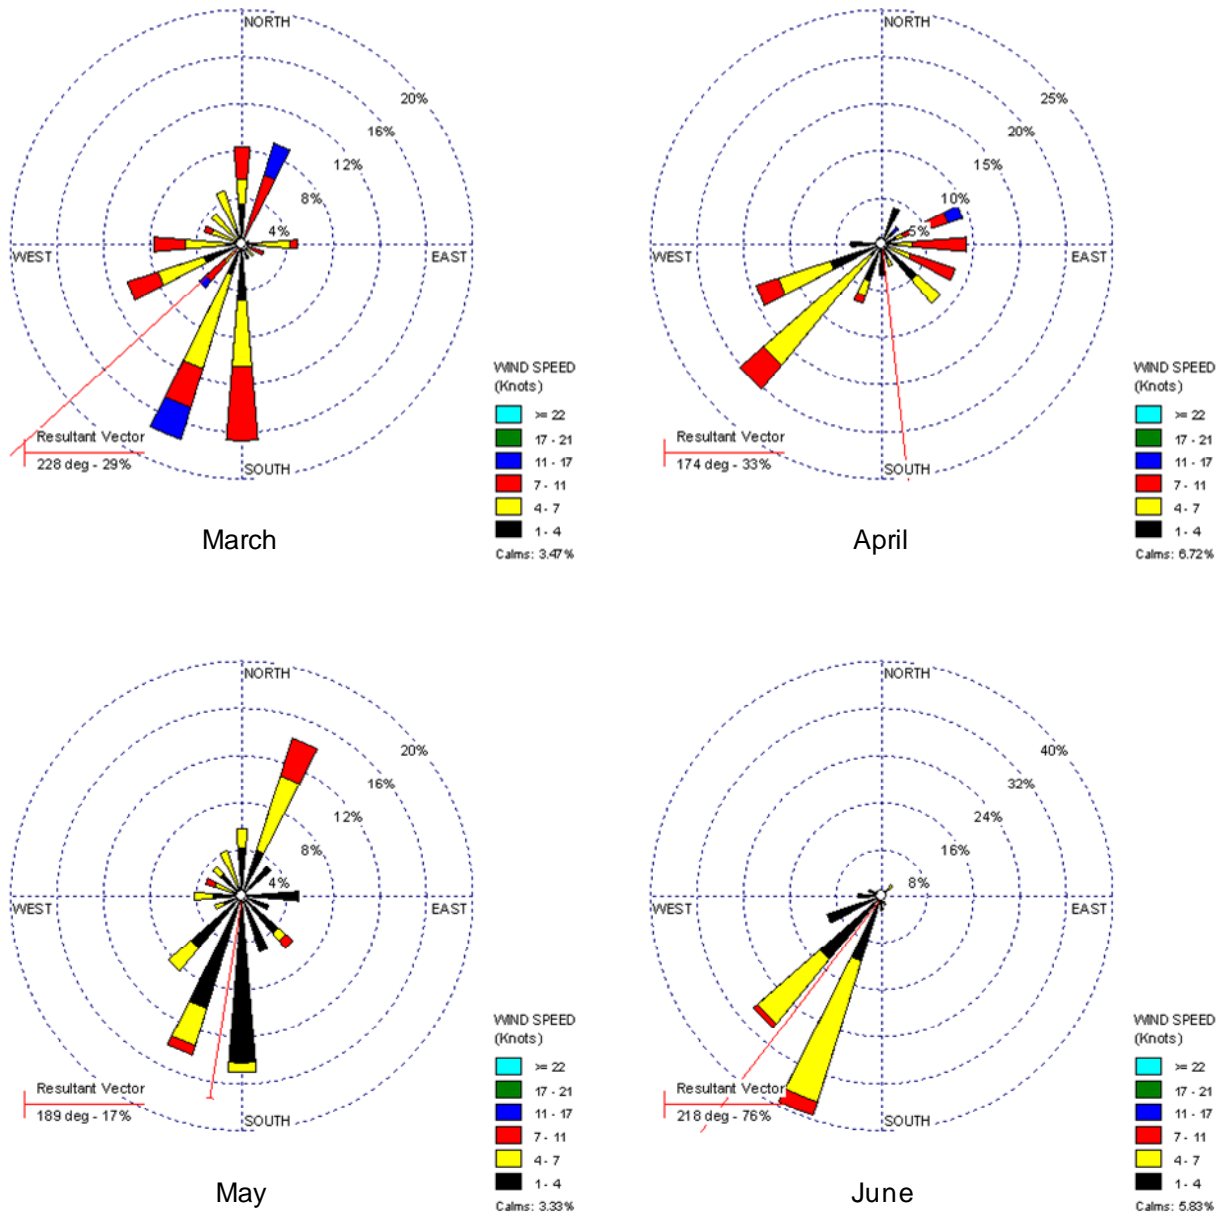 NORTH
20%
16%
12%
8%
4%
WEST
EAST
WIND SPEED
(Knots)
>= 22
17 - 21
11 - 17
7 - 11
4 - 7
1 - 4
Calms: 3.47%
Resultant Vector
228 deg - 29%
SOUTH
March
NORTH
25%
20%
15%
10%
5%
WEST
EAST
WIND SPEED
(Knots)
>= 22
17 - 21
11 - 17
7 - 11
4 - 7
1 - 4
Calms: 6.72%
Resultant Vector
174 deg - 33%
SOUTH
April
NORTH
20%
16%
12%
8%
4%
WEST
EAST
WIND SPEED
(Knots)
>= 22
17 - 21
11 - 17
7 - 11
4 - 7
1 - 4
Calms: 3.33%
Resultant Vector
189 deg - 17%
SOUTH
May
NORTH
40%
32%
24%
16%
8%
WEST
EAST
WIND SPEED
(Knots)
>= 22
17 - 21
11 - 17
7 - 11
4 - 7
1 - 4
Calms: 5.83%
Resultant Vector
218 deg - 76%
SOUTH
June